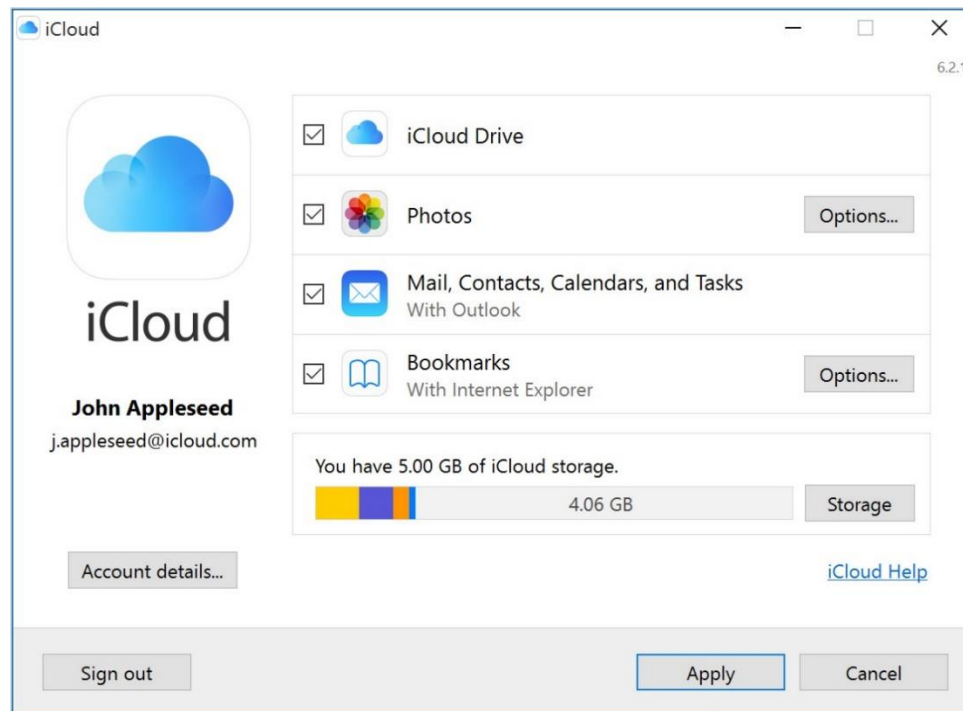 iCloud
6.2.1
iCloud
John Appleseed
j.appleseed@icloud.com
Account details...
iCloud Drive
Photos
Options...
Mail, Contacts, Calendars, and Tasks
With Outlook
Bookmarks
With Internet Explorer
Options...
You have 5.00 GB of iCloud storage.
4.06 GB
Storage
iCloud Help
Sign out
Apply
Cancel